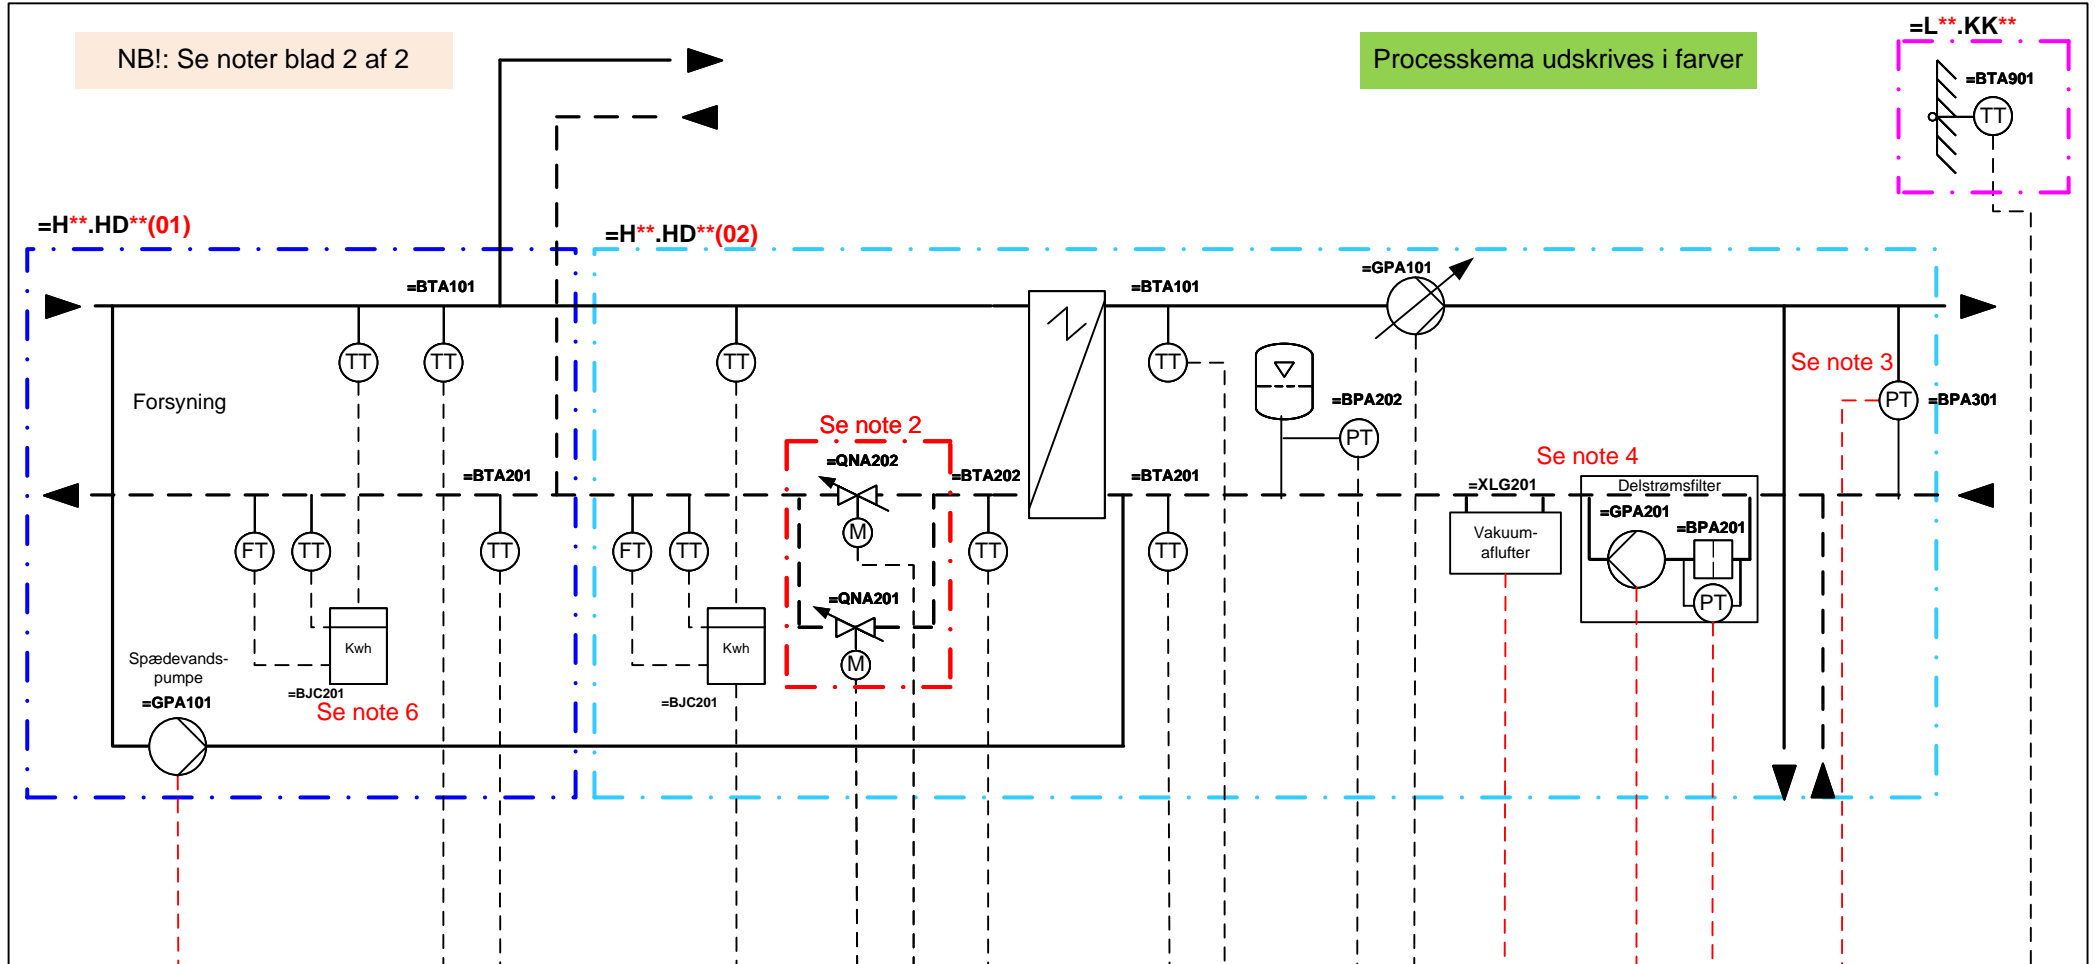 NB!: Se noter blad 2 af 2
Processkema udskrives i farver
=L**.KK**
=BTA901
TT
=H**.HD**(01)
=H**.HD**(02)
=BTA101
=BTA101
=GPA101
TT
TT
TT
TT
Se note 3
Forsyning
=BPA202
PT
=BPA301
PT
Se note 2
=QNA202
=BTA201
=BTA202
=BTA201
Se note 4
=XLG201
Delstrømsfilter
=GPA201
=BPA201
FT
TT
TT
FT
TT
M
TT
TT
Vakuum-
aflufter
=QNA201
PT
Kwh
Kwh
M
Spædevands-
pumpe
=GPA101
=BJC201
Se note 6
=BJC201